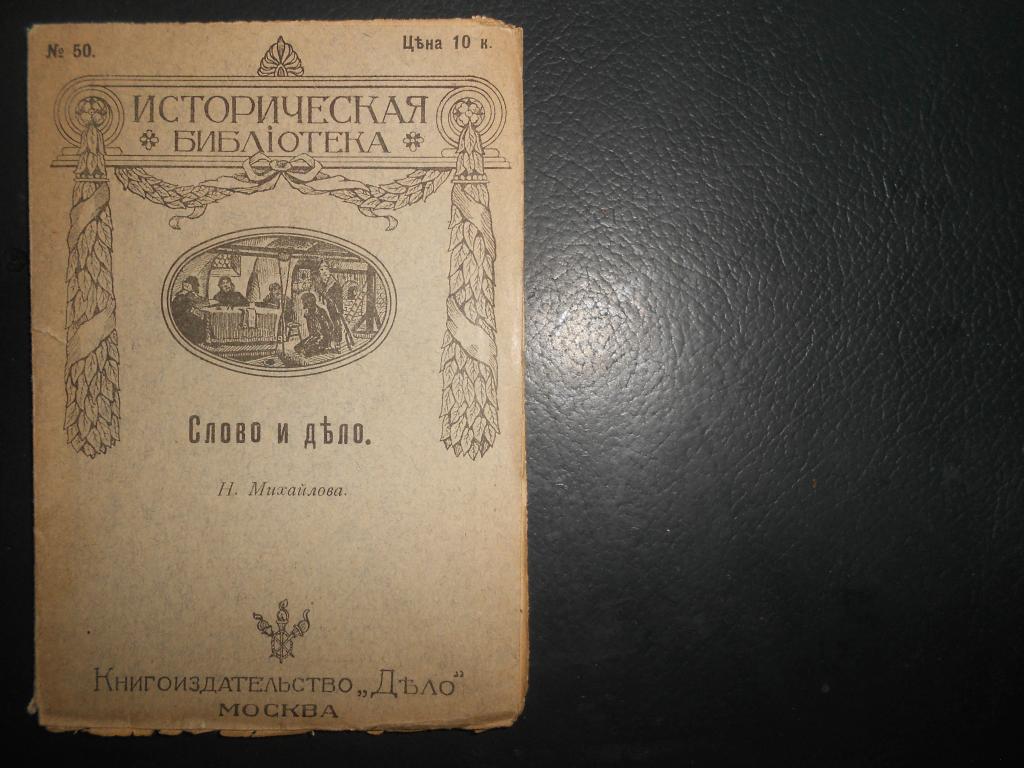 № 50.
Цѣна 10 к.
ИСТОРИЧЕСКАЯ
БИБЛІОТЕКА
Слово и дѣло.
Н. Михайлова.
Книгоиздательство „Дѣло"
МОСКВА